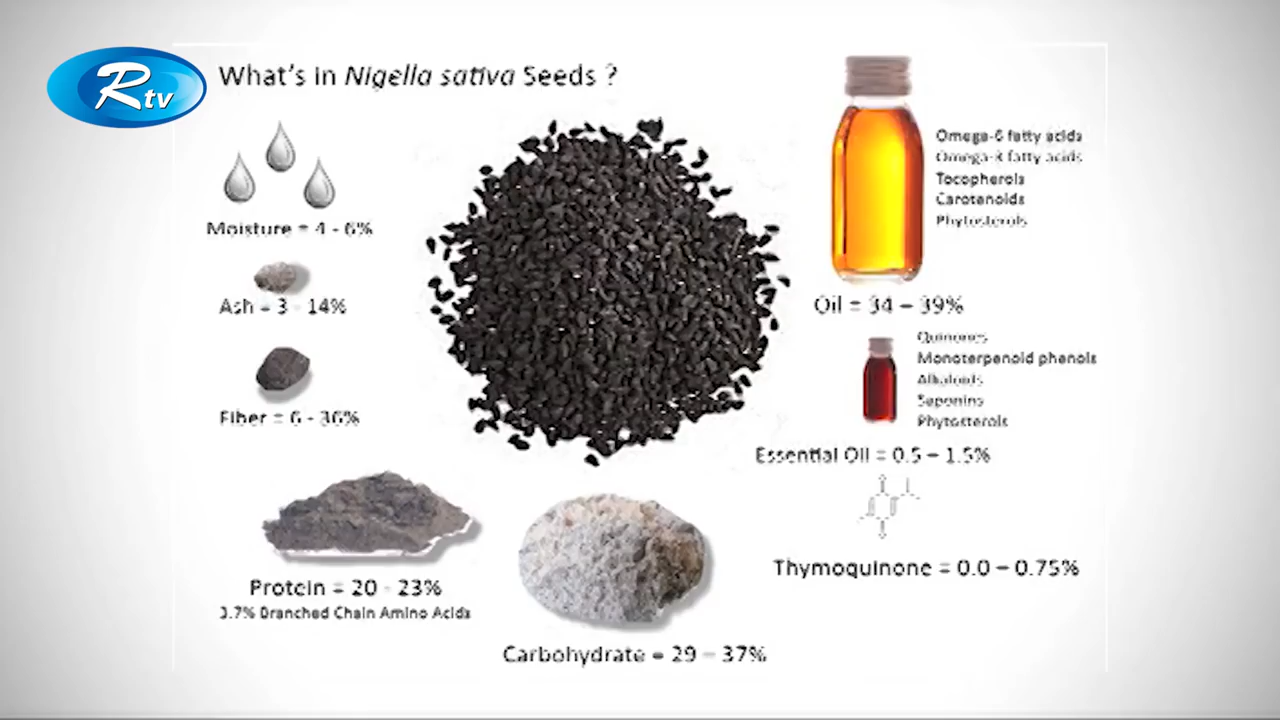 Rtv
What's in Nigella sativa Seeds ?
Moisture = 4 - 6%
Ash = 3 - 14%
Fiber = 6 - 36%
Protein = 20 - 23%
3.7% Branched Chain Amino Acids
Carbohydrate = 29 – 37%
Omega-6 fatty acids
Omega-3 fatty acids
Tocopherols
Carotenoids
Phytosterols
Oil = 34 – 39%
Quinones
Monoterpenoid phenols
Alkaloids
Saponins
Phytosterols
Essential Oil = 0.5 – 1.5%
Thymoquinone = 0.0 – 0.75%